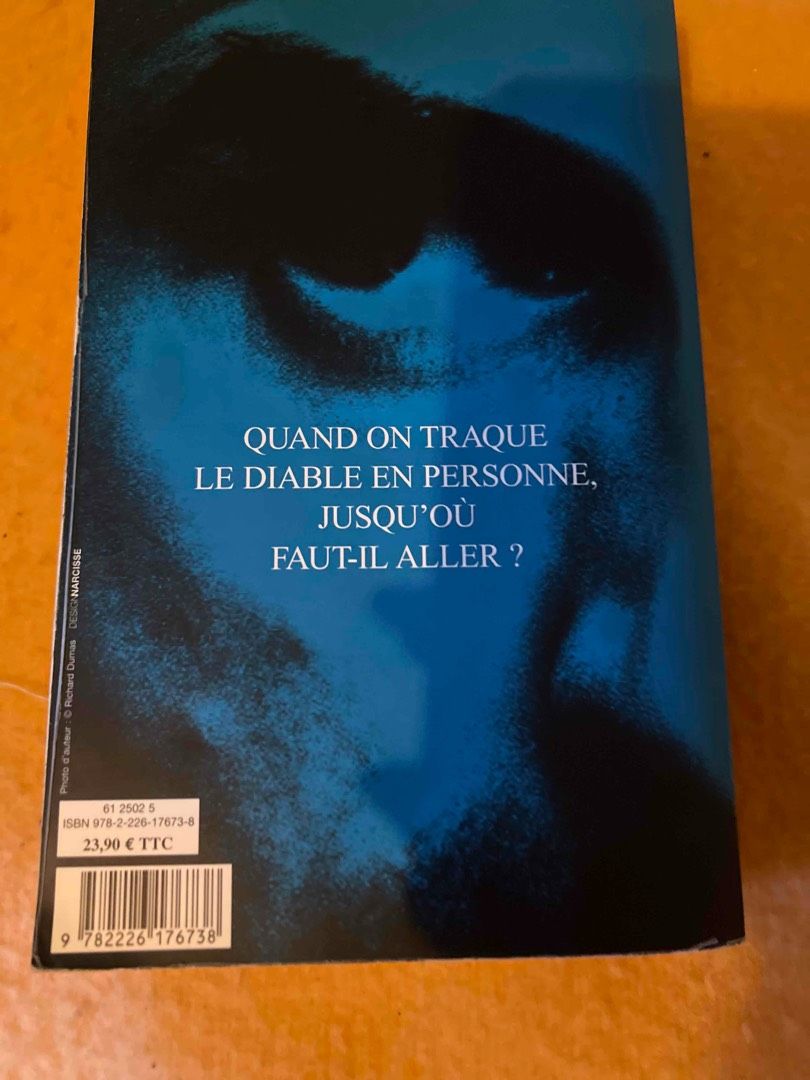 QUAND ON TRAQUE
LE DIABLE EN PERSONNE,
JUSQU'OÙ
FAUT-IL ALLER ?
Photo d'auteur : © Richard Dumas DESIGNNARCISSE
61 2502 5
ISBN 978-2-226-17673-8
23,90 € TTC
9 782226 176738